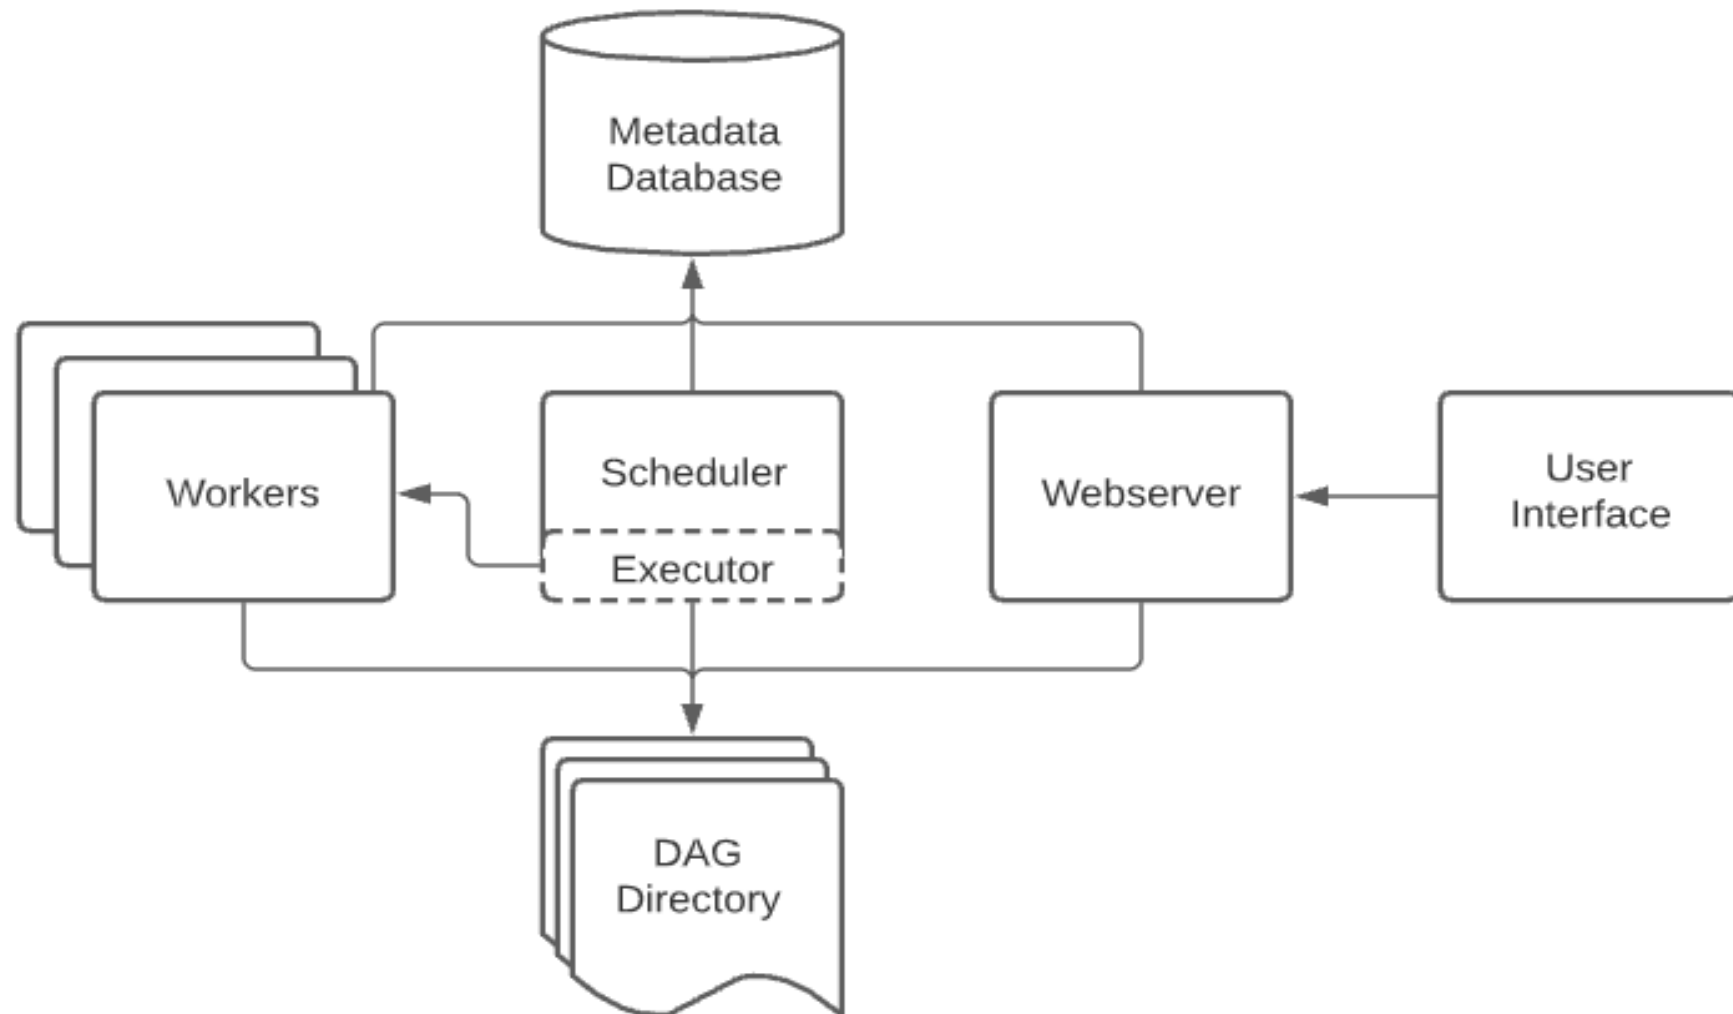 Metadata
Database
Workers
Scheduler
Executor
Webserver
User
Interface
DAG
Directory